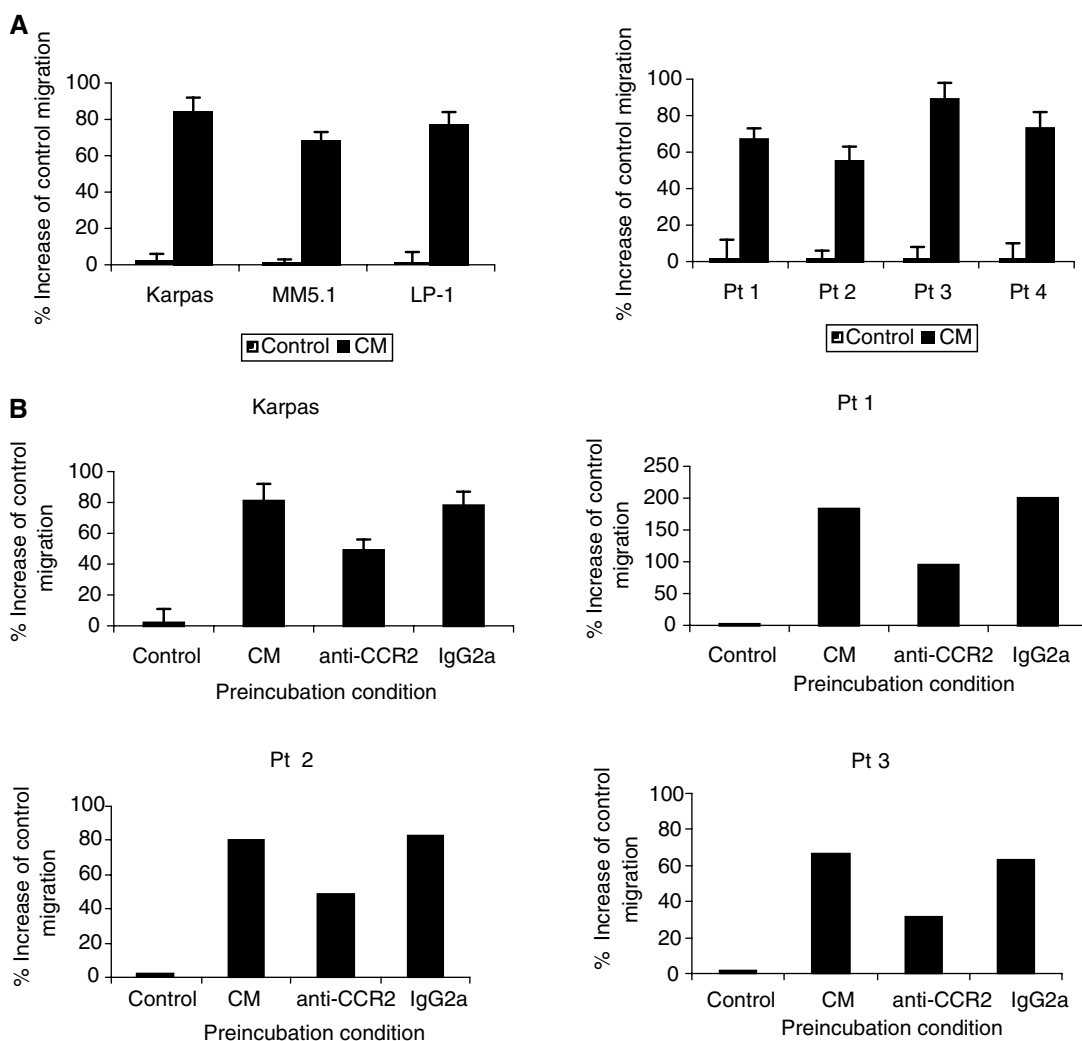 A
% Increase of control migration
100
80
60
40
20
0
Karpas MM5.1 LP-1
Control CM
% Increase of control migration
100
80
60
40
20
0
Pt 1 Pt 2 Pt 3 Pt 4
Control CM
B
Karpas
% Increase of control
migration
100
80
60
40
20
0
Control CM anti-CCR2 IgG2a
Preincubation condition
Pt 1
% Increase of control
migration
250
200
150
100
50
0
Control CM anti-CCR2 IgG2a
Preincubation condition
Pt 2
% Increase of control
migration
100
80
60
40
20
0
Control CM anti-CCR2 IgG2a
Preincubation condition
Pt 3
% Increase of control
migration
100
80
60
40
20
0
Control CM anti-CCR2 IgG2a
Preincubation condition